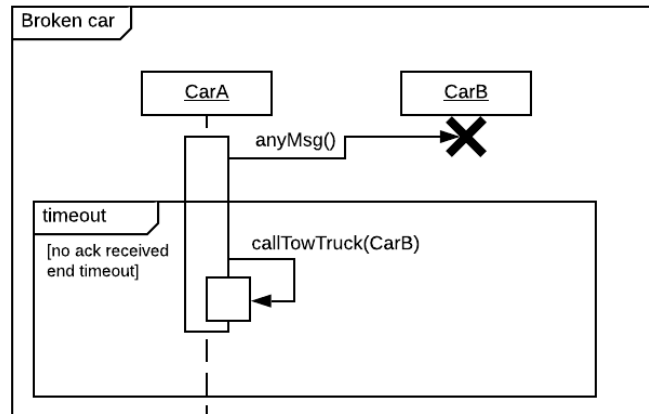 Broken car
CarA
CarB
anyMsg()
timeout
[no ack received
end timeout]
callTowTruck(CarB)